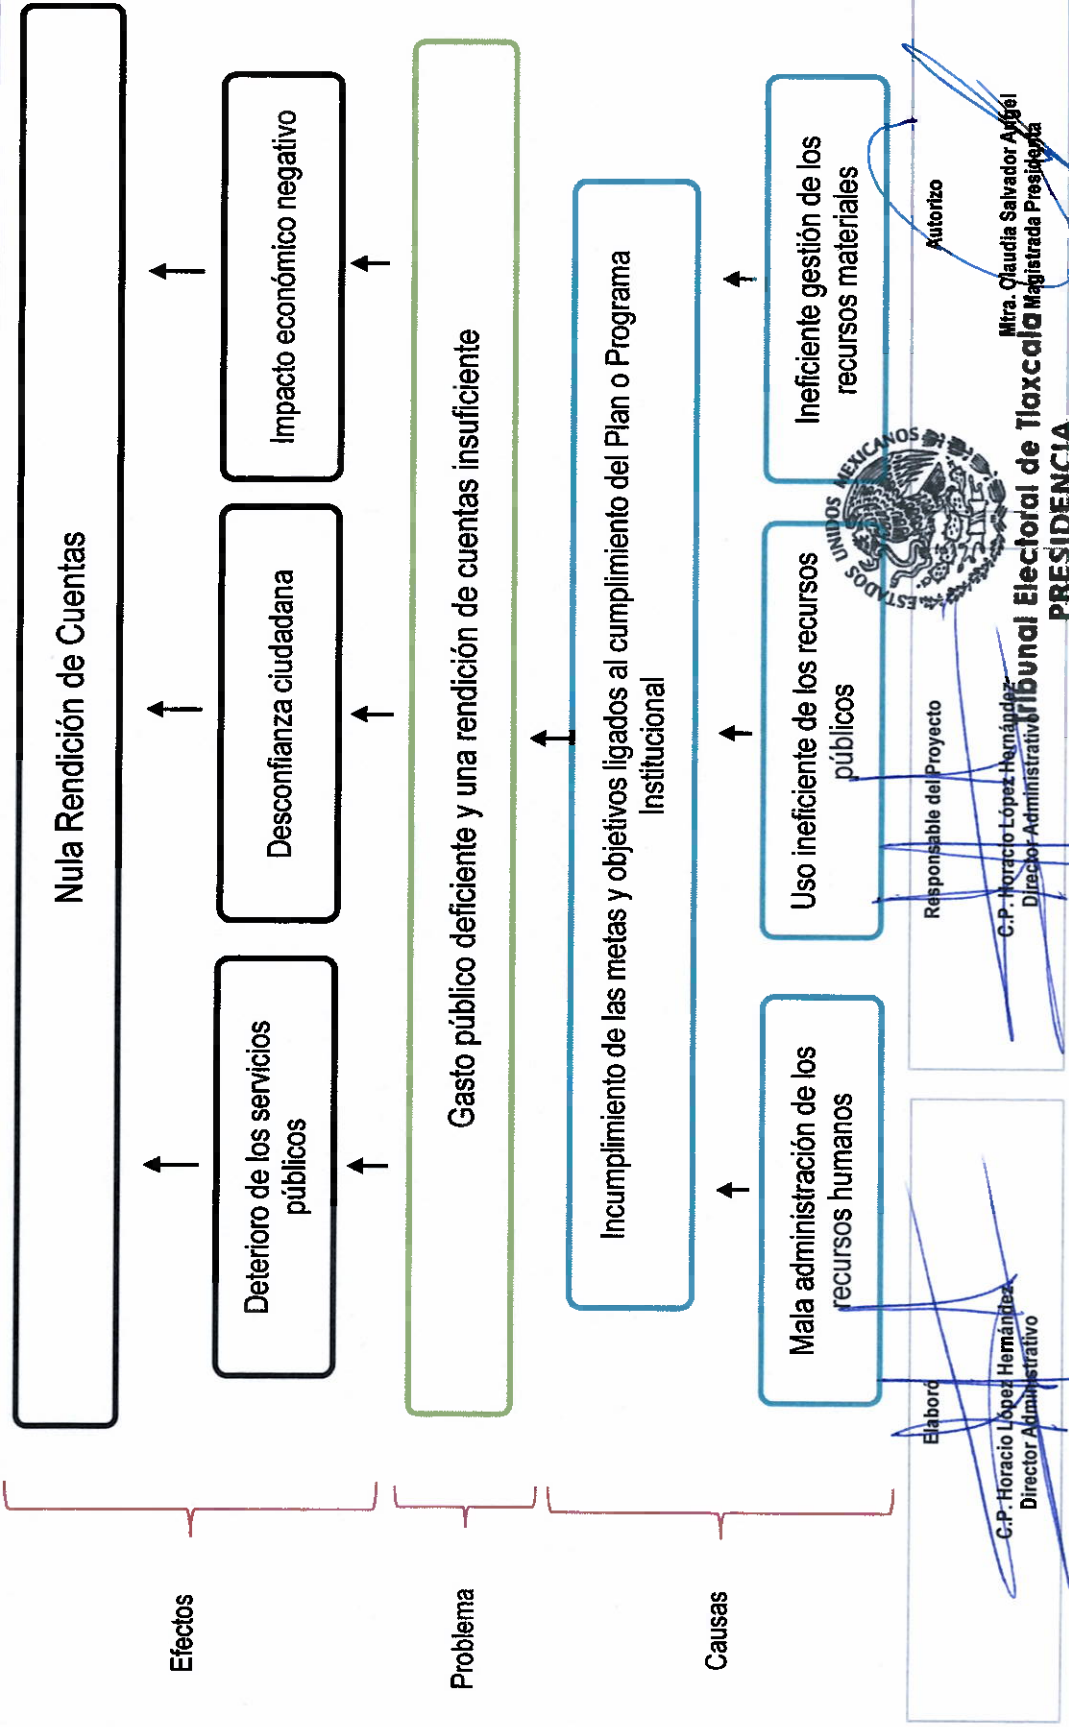 Efectos
Nula Rendición de Cuentas
Deterioro de los servicios
públicos
Desconfianza ciudadana
Impacto económico negativo
Problema
Gasto público deficiente y una rendición de cuentas insuficiente
Causas
Incumplimiento de las metas y objetivos ligados al cumplimiento del Plan o Programa
Institucional
Mala administración de los
recursos humanos
Uso ineficiente de los recursos
públicos
Ineficiente gestión de los
recursos materiales
Elaboró
C.P. Horacio López Hernández
Director Administrativo
Responsable del Proyecto
C.P. Horacio López Hernández
Director Administrativo
ESTADOS UNIDOS MEXICANOS
Tribunal Electoral de Tlaxcala
PRESIDENCIA
Autorizo
Mtra. Claudia Salvador Angel
Magistrada Presidenta